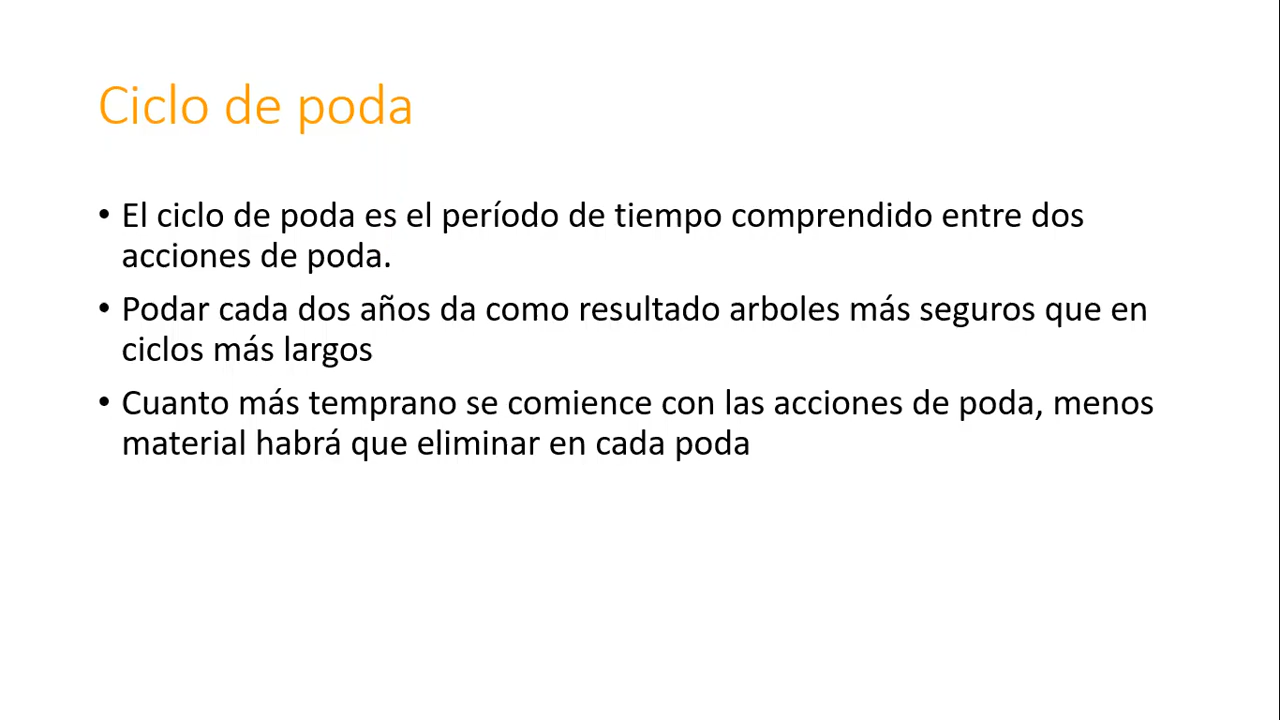 Ciclo de poda
• El ciclo de poda es el período de tiempo comprendido entre dos
acciones de poda.
• Podar cada dos años da como resultado arboles más seguros que en
ciclos más largos
• Cuanto más temprano se comience con las acciones de poda, menos
material habrá que eliminar en cada poda